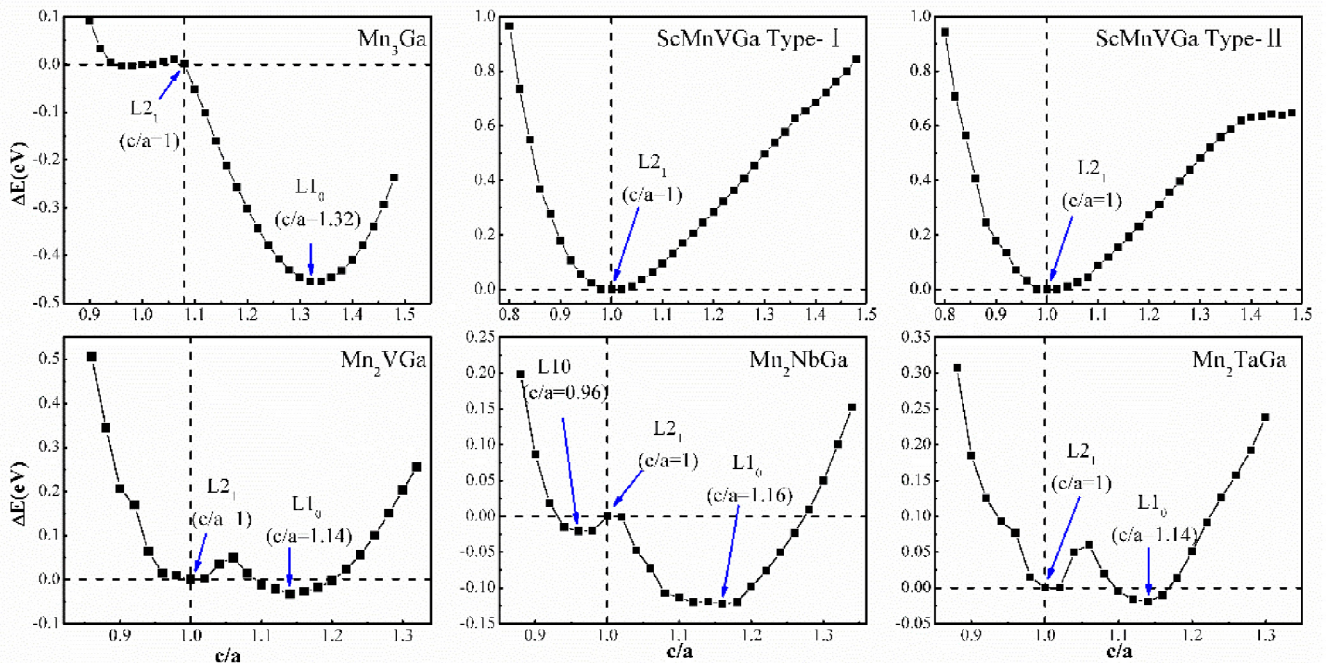 Mn₃Ga
ΔE(eV)
0.1
0.0
-0.1
-0.2
-0.3
-0.4
-0.5
L2₁
(c/a=1)
L1₀
(c/a=1.32)
0.9 1.0 1.1 1.2 1.3 1.4 1.5
ScMnVGa Type-Ⅰ
1.0
0.8
0.6
0.4
0.2
0.0
L2₁
(c/a=1)
0.8 0.9 1.0 1.1 1.2 1.3 1.4 1.5
ScMnVGa Type-Ⅱ
1.0
0.8
0.6
0.4
0.2
0.0
L2₁
(c/a=1)
0.8 0.9 1.0 1.1 1.2 1.3 1.4 1.5
Mn₂VGa
ΔE(eV)
0.5
0.4
0.3
0.2
0.1
0.0
-0.1
L2₁
(c/a=1)
L1₀
(c/a=1.14)
0.9 1.0 1.1 1.2 1.3
c/a
Mn₂NbGa
0.25
0.20
0.15
0.10
0.05
0.00
-0.05
-0.10
-0.15
L10
(c/a=0.96)
L2₁
(c/a=1)
L1₀
(c/a=1.16)
0.9 1.0 1.1 1.2 1.3
c/a
Mn₂TaGa
0.35
0.30
0.25
0.20
0.15
0.10
0.05
0.00
-0.05
L2₁
(c/a=1)
L1₀
(c/a=1.14)
0.9 1.0 1.1 1.2 1.3
c/a